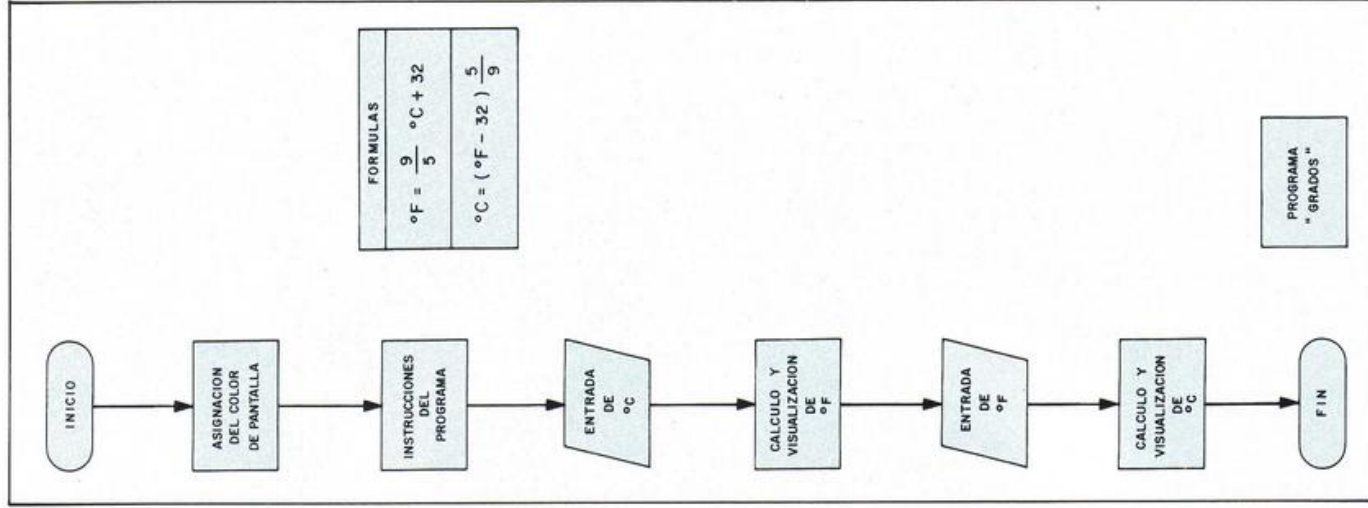 INICIO
ASIGNACION
DEL COLOR
DE PANTALLA
INSTRUCCIONES
DEL
PROGRAMA
ENTRADA
DE
°C
CALCULO Y
VISUALIZACION
DE
°F
ENTRADA
DE
°F
CALCULO Y
VISUALIZACION
DE
°C
FIN
FORMULAS
°F = 9/5 °C + 32
°C = ( °F - 32 ) 5/9
PROGRAMA
" GRADOS "